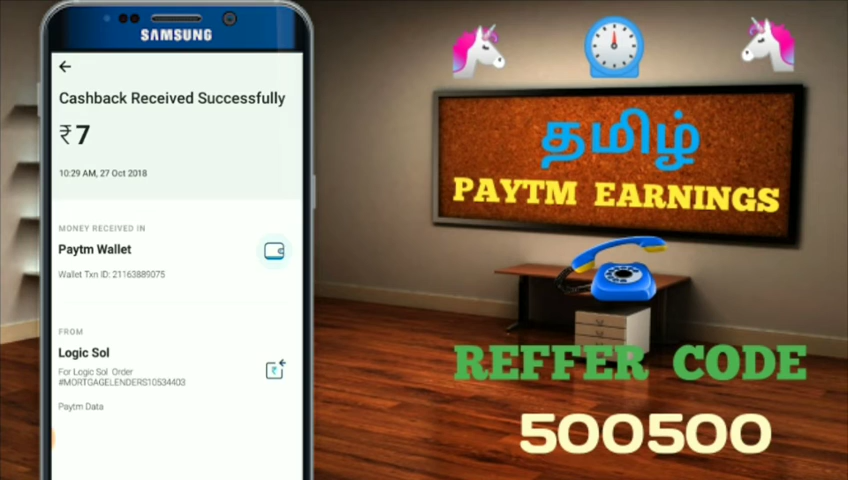 SAMSUNG
Cashback Received Successfully
₹7
10:29 AM, 27 Oct 2018
MONEY RECEIVED IN
Paytm Wallet
Wallet Txn ID: 21163889075
FROM
Logic Sol
For Logic Sol Order
#MORTGAGELENDERS10534403
Paytm Data
தமிழ்
PAYTM EARNINGS
REFFER CODE
500500